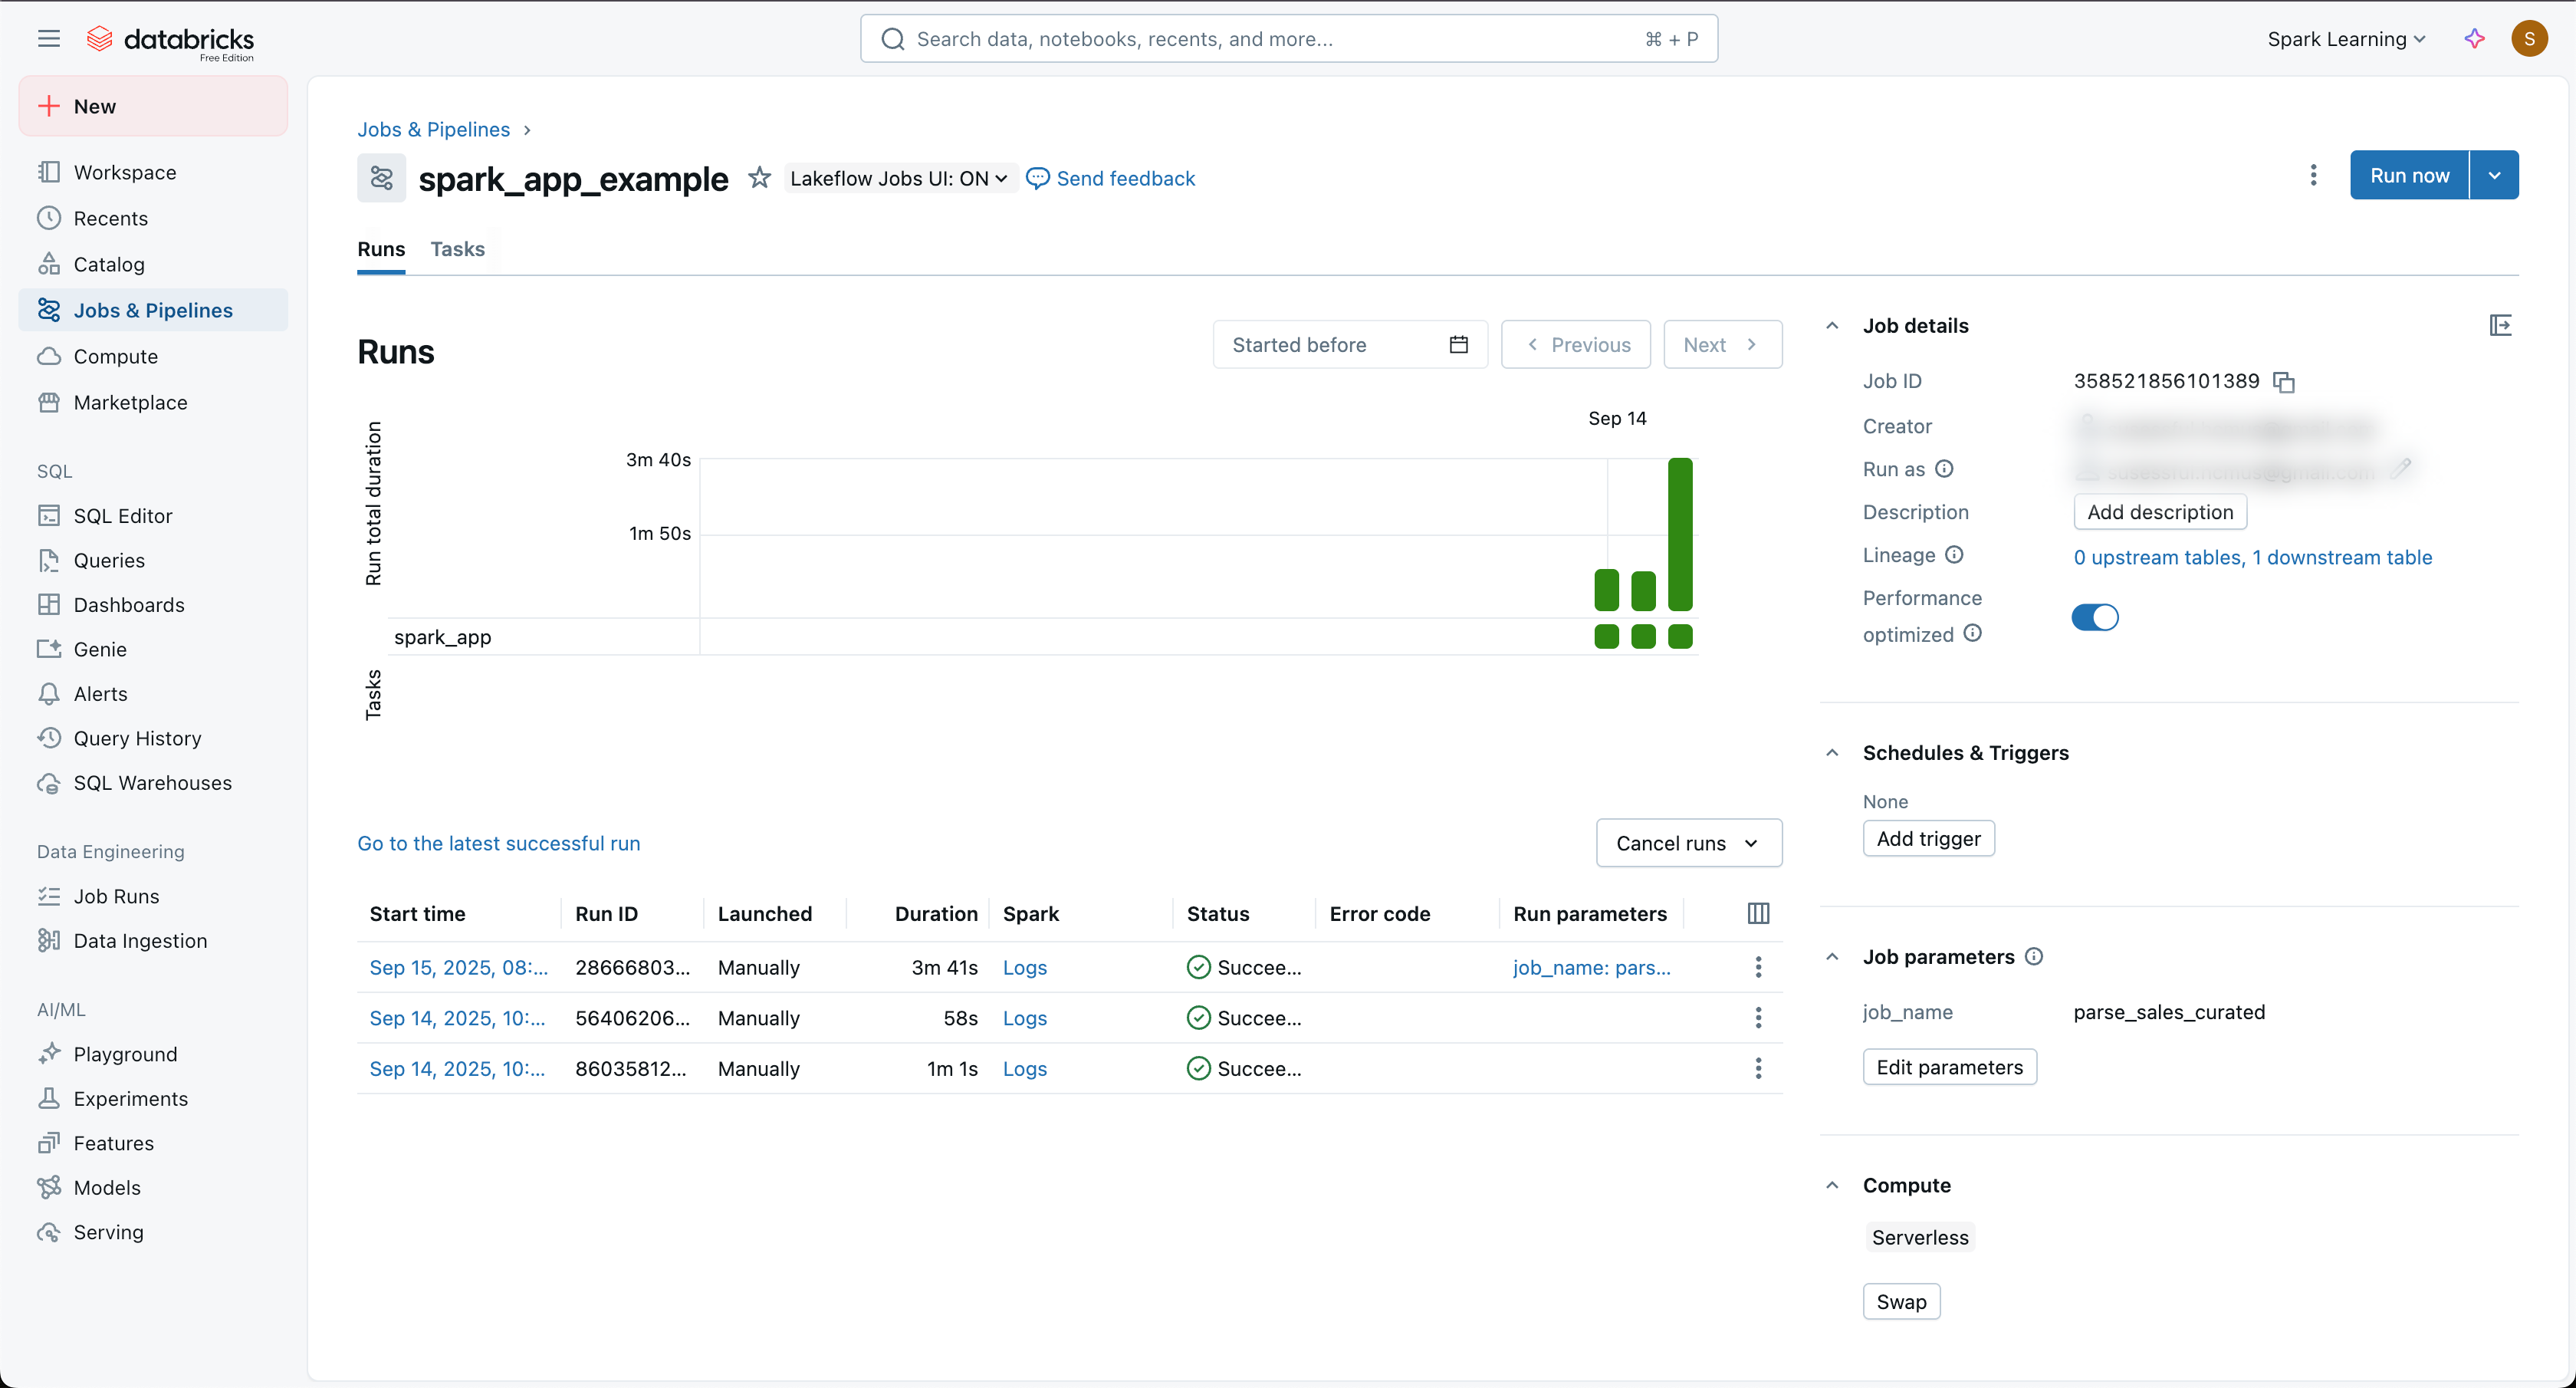 databricks
Free Edition
Search data, notebooks, recents, and more...
⌘ + P
Spark Learning
S
New
Workspace
Recents
Catalog
Jobs & Pipelines
Compute
Marketplace
SQL
SQL Editor
Queries
Dashboards
Genie
Alerts
Query History
SQL Warehouses
Data Engineering
Job Runs
Data Ingestion
AI/ML
Playground
Experiments
Features
Models
Serving
Jobs & Pipelines ›
spark_app_example
Lakeflow Jobs UI: ON
Send feedback
Run now
Runs Tasks
Runs
Started before
Previous
Next
Sep 14
Run total duration
3m 40s
1m 50s
spark_app
Tasks
Go to the latest successful run
Cancel runs
Start time Run ID Launched Duration Spark Status Error code Run parameters
Sep 15, 2025, 08:... 28666803... Manually 3m 41s Logs Succee... job_name: pars...
Sep 14, 2025, 10:... 56406206... Manually 58s Logs Succee...
Sep 14, 2025, 10:... 86035812... Manually 1m 1s Logs Succee...
Job details
Job ID 358521856101389
Creator
Run as
Description Add description
Lineage 0 upstream tables, 1 downstream table
Performance
optimized
Schedules & Triggers
None
Add trigger
Job parameters
job_name parse_sales_curated
Edit parameters
Compute
Serverless
Swap